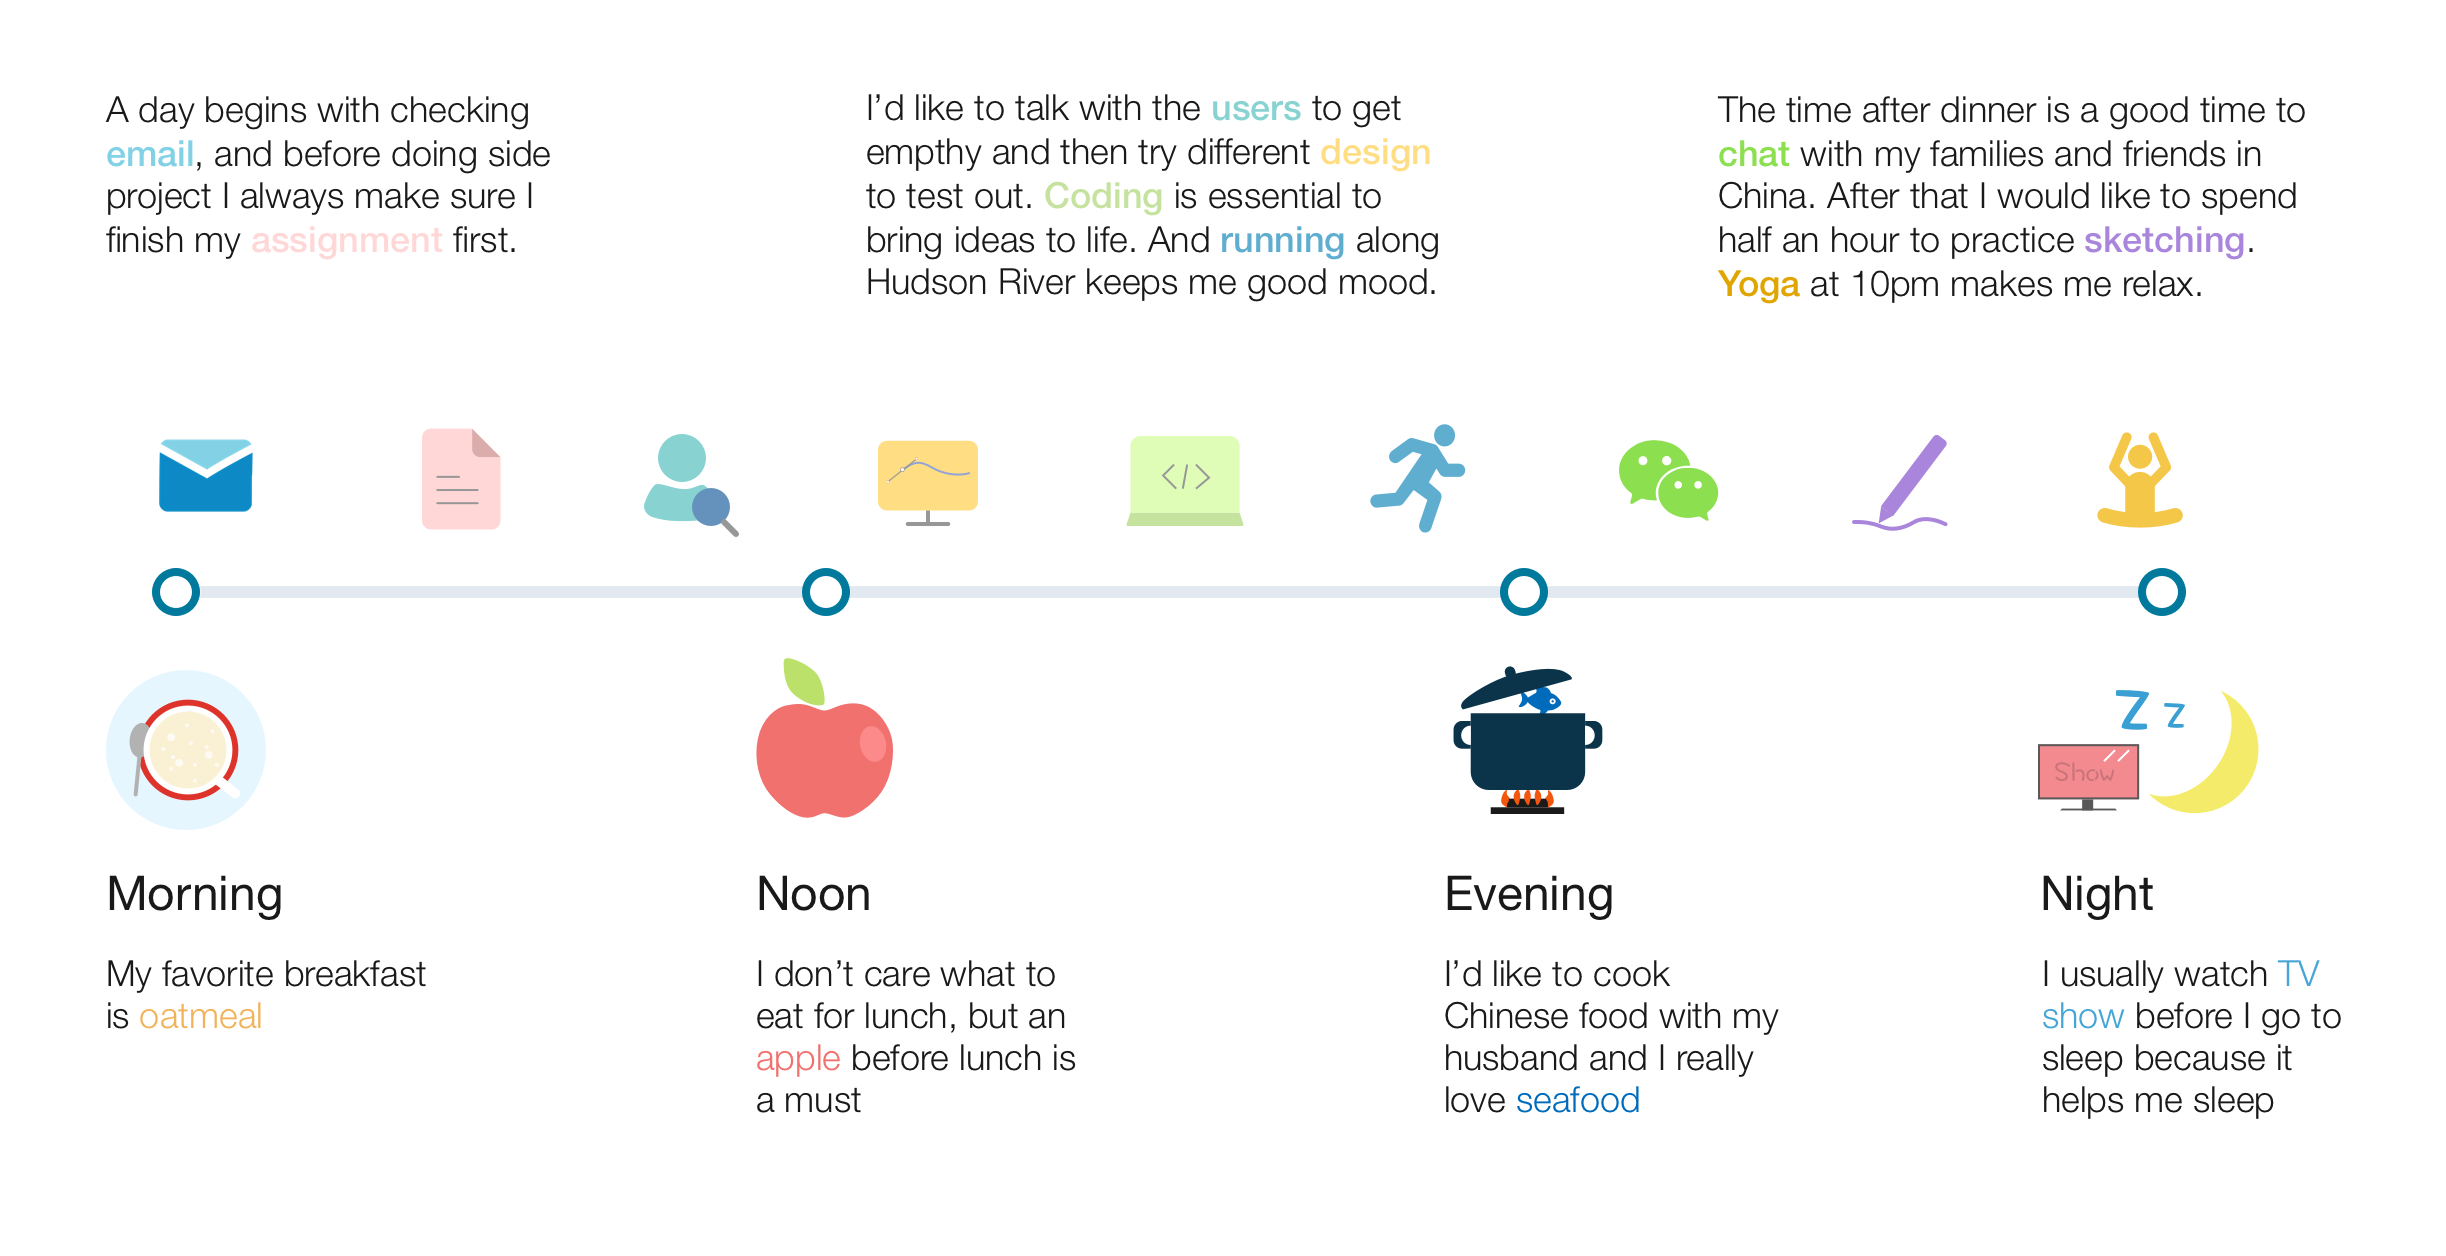 A day begins with checking
email, and before doing side
project I always make sure I
finish my assignment first.
I'd like to talk with the users to get
empthy and then try different design
to test out. Coding is essential to
bring ideas to life. And running along
Hudson River keeps me good mood.
The time after dinner is a good time to
chat with my families and friends in
China. After that I would like to spend
half an hour to practice sketching.
Yoga at 10pm makes me relax.
</>
Z z
Show
Morning
My favorite breakfast
is oatmeal
Noon
I don't care what to
eat for lunch, but an
apple before lunch is
a must
Evening
I'd like to cook
Chinese food with my
husband and I really
love seafood
Night
I usually watch TV
show before I go to
sleep because it
helps me sleep